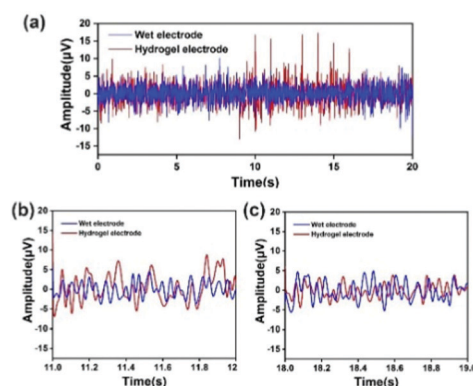 (a)
Wet electrode
Hydrogel electrode
Amplitude(μV)
20
15
10
5
0
-5
-10
-15
0
5
10
15
20
Time(s)
(b)
Wet electrode
Hydrogel electrode
Amplitude(μV)
20
15
10
5
0
-5
-10
-15
11.0
11.2
11.4
11.6
11.8
12
Time(s)
(c)
Wet electrode
Hydrogel electrode
Amplitude(μV)
20
15
10
5
0
-5
-10
-15
18.0
18.2
18.4
18.6
18.8
Time(s)